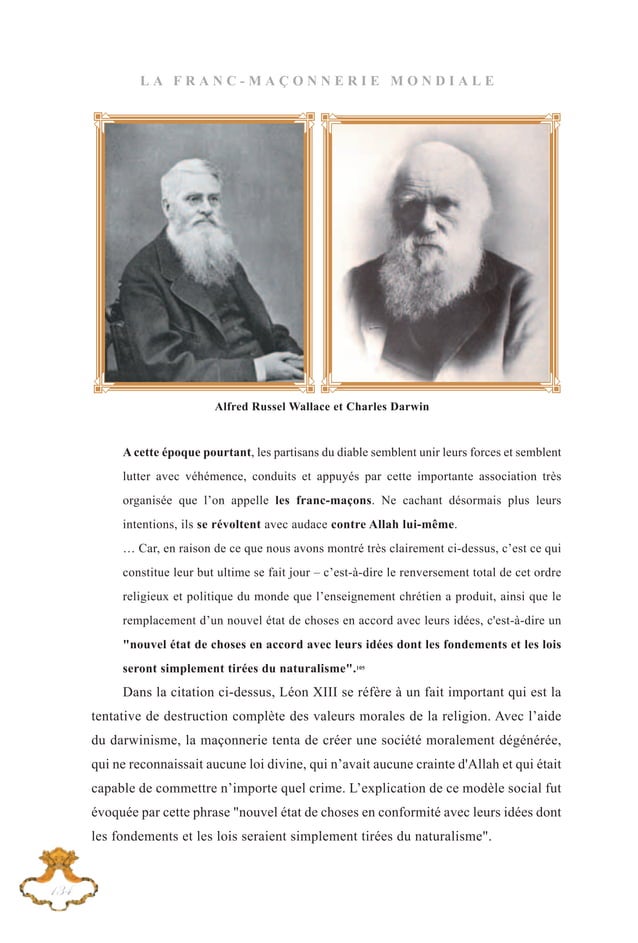 LA FRANC-MAÇONNERIE MONDIALE
Alfred Russel Wallace et Charles Darwin
A cette époque pourtant, les partisans du diable semblent unir leurs forces et semblent
lutter avec véhémence, conduits et appuyés par cette importante association très
organisée que l’on appelle les franc-maçons. Ne cachant désormais plus leurs
intentions, ils se révoltent avec audace contre Allah lui-même.
… Car, en raison de ce que nous avons montré très clairement ci-dessus, c’est ce qui
constitue leur but ultime se fait jour – c’est-à-dire le renversement total de cet ordre
religieux et politique du monde que l’enseignement chrétien a produit, ainsi que le
remplacement d’un nouvel état de choses en accord avec leurs idées, c'est-à-dire un
"nouvel état de choses en accord avec leurs idées dont les fondements et les lois
seront simplement tirées du naturalisme".109
Dans la citation ci-dessus, Léon XIII se réfère à un fait important qui est la
tentative de destruction complète des valeurs morales de la religion. Avec l’aide
du darwinisme, la maçonnerie tenta de créer une société moralement dégénérée,
qui ne reconnaissait aucune loi divine, qui n’avait aucune crainte d'Allah et qui était
capable de commettre n’importe quel crime. L’explication de ce modèle social fut
évoquée par cette phrase "nouvel état de choses en conformité avec leurs idées dont
les fondements et les lois seraient simplement tirées du naturalisme".
134